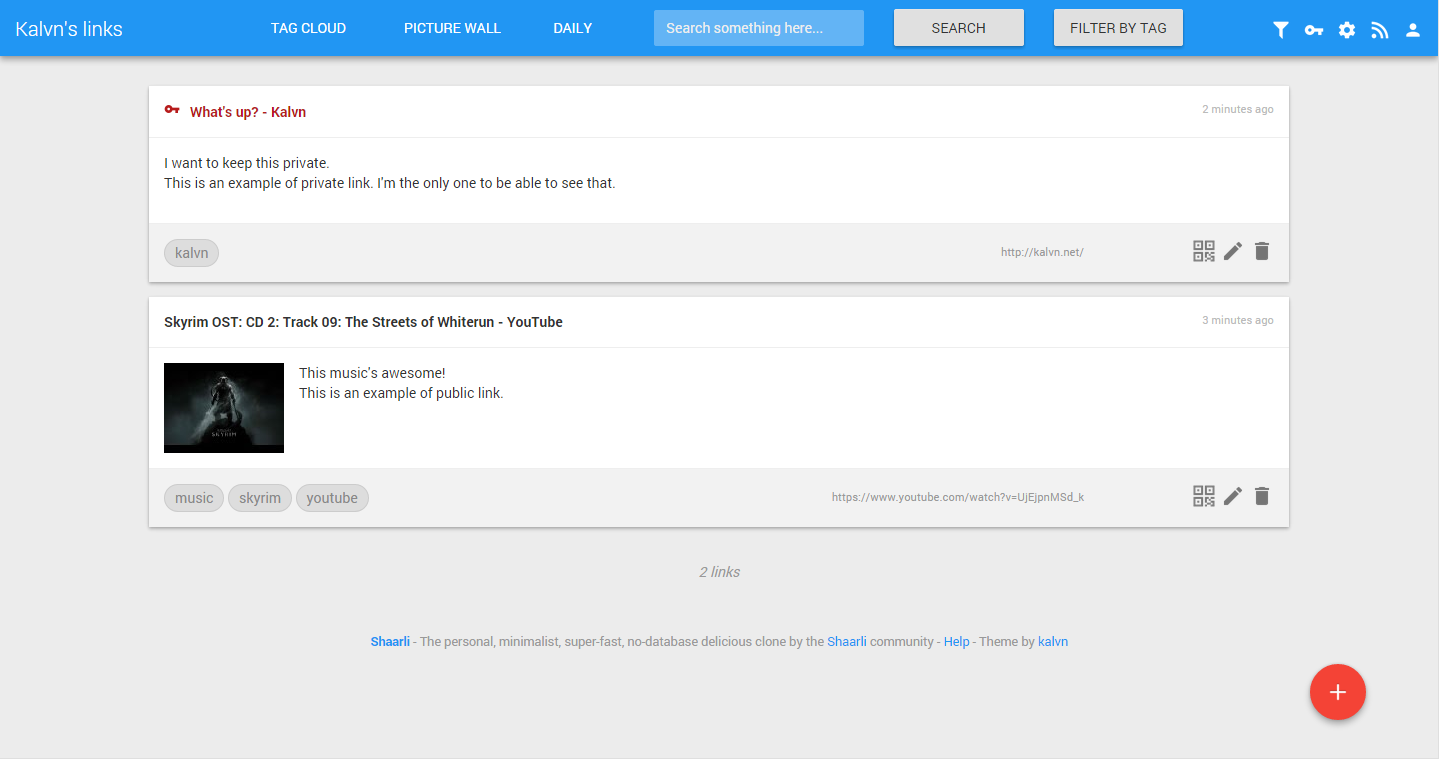 Kalvn's links
TAG CLOUD
PICTURE WALL
DAILY
Search something here...
SEARCH
FILTER BY TAG
What's up? - Kalvn
2 minutes ago
I want to keep this private.
This is an example of private link. I'm the only one to be able to see that.
kalvn
http://kalvn.net/
Skyrim OST: CD 2: Track 09: The Streets of Whiterun - YouTube
3 minutes ago
SKYRIM
This music's awesome!
This is an example of public link.
music
skyrim
youtube
https://www.youtube.com/watch?v=UjEjpnMSd_k
2 links
Shaarli - The personal, minimalist, super-fast, no-database delicious clone by the Shaarli community - Help - Theme by kalvn